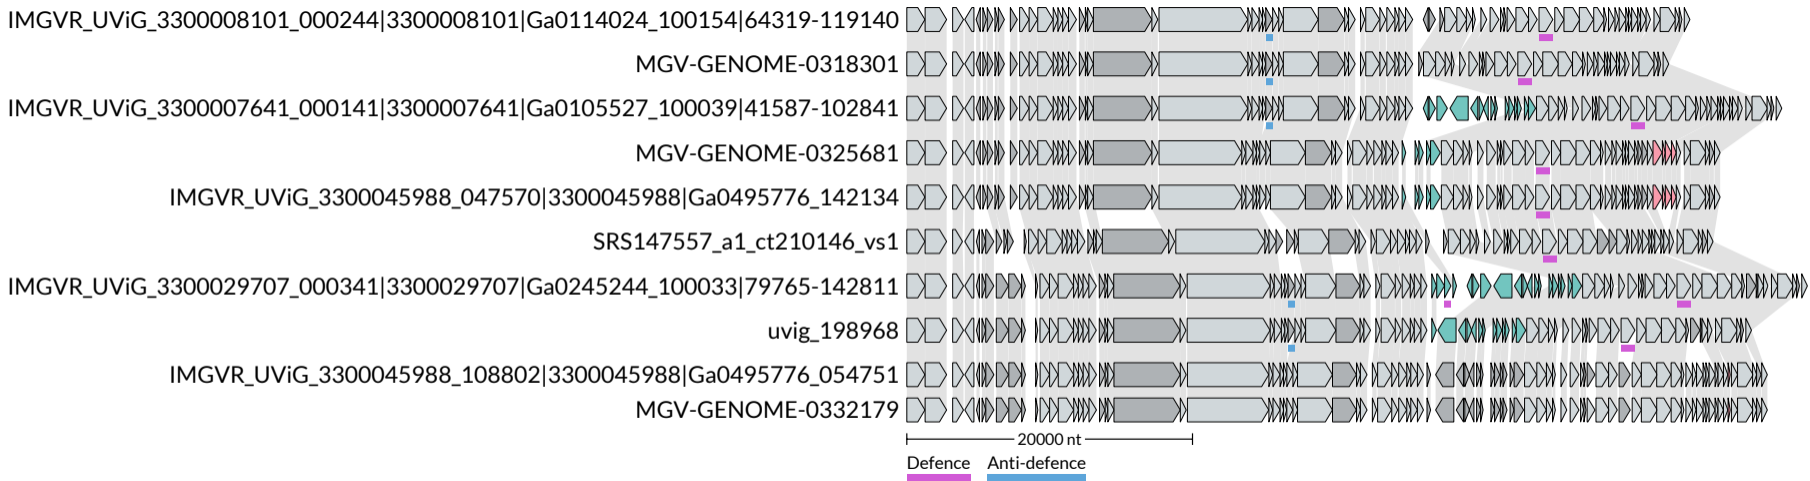 IMGVR_UViG_3300008101_000244|3300008101|Ga0114024_100154|64319-119140
MGV-GENOME-0318301
IMGVR_UViG_3300007641_000141|3300007641|Ga0105527_100039|41587-102841
MGV-GENOME-0325681
IMGVR_UViG_3300045988_047570|3300045988|Ga0495776_142134
SRS147557_a1_ct210146_vs1
IMGVR_UViG_3300029707_000341|3300029707|Ga0245244_100033|79765-142811
uvig_198968
IMGVR_UViG_3300045988_108802|3300045988|Ga0495776_054751
MGV-GENOME-0332179
20000 nt
Defence Anti-defence